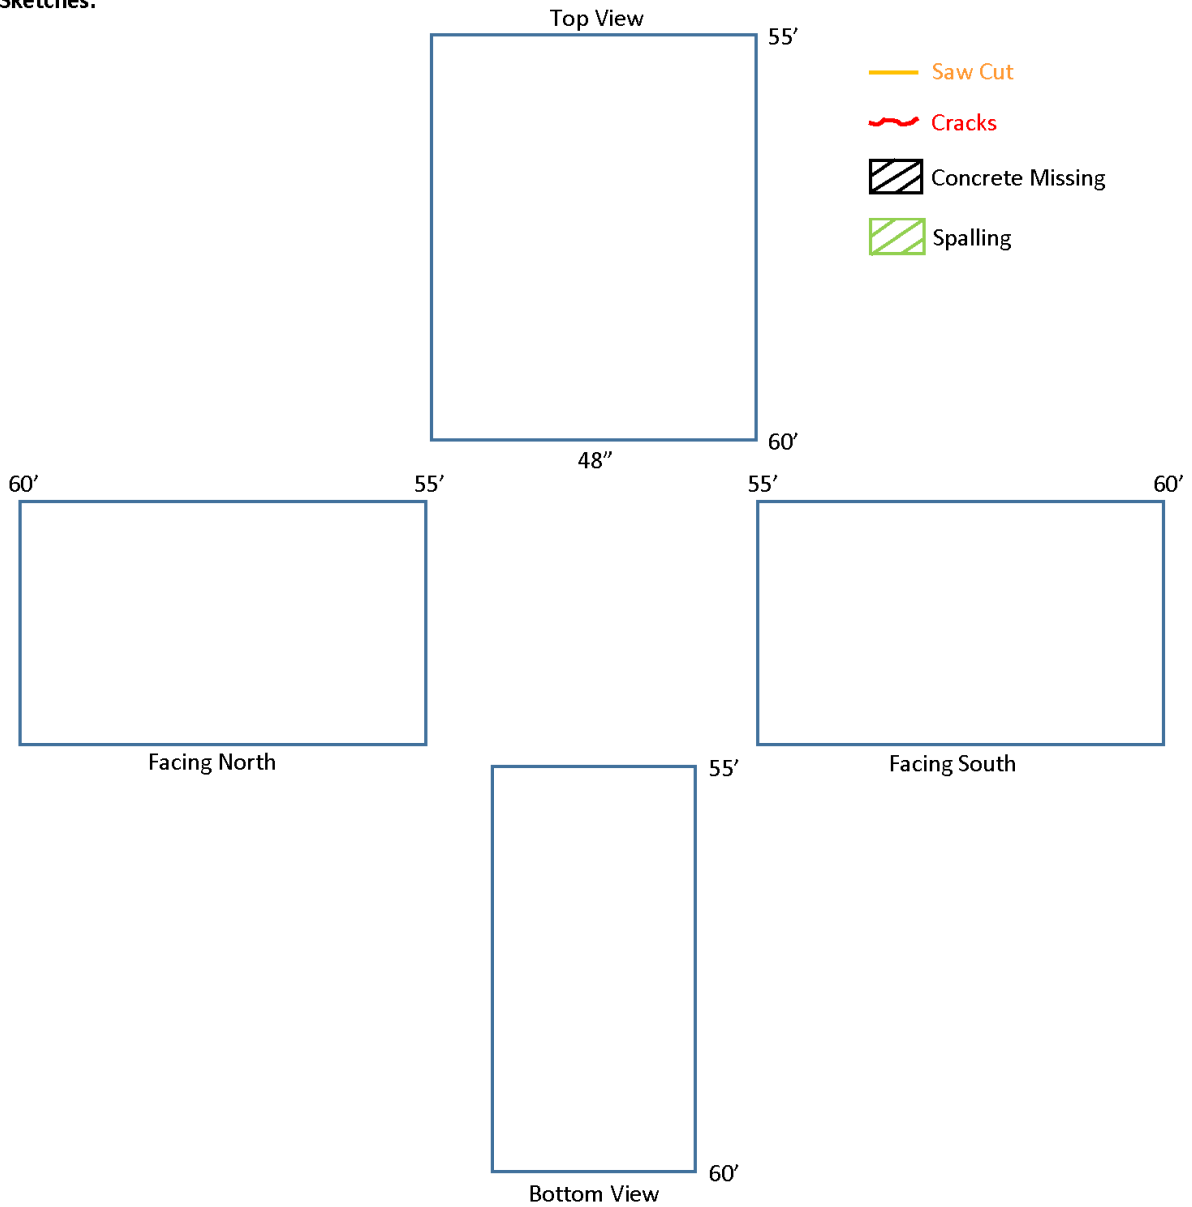 Sketches:
Top View
55’
Saw Cut
Cracks
Concrete Missing
Spalling
60’
48”
60’ 55’ 55’ 60’
Facing North
Facing South
55’
60’
Bottom View